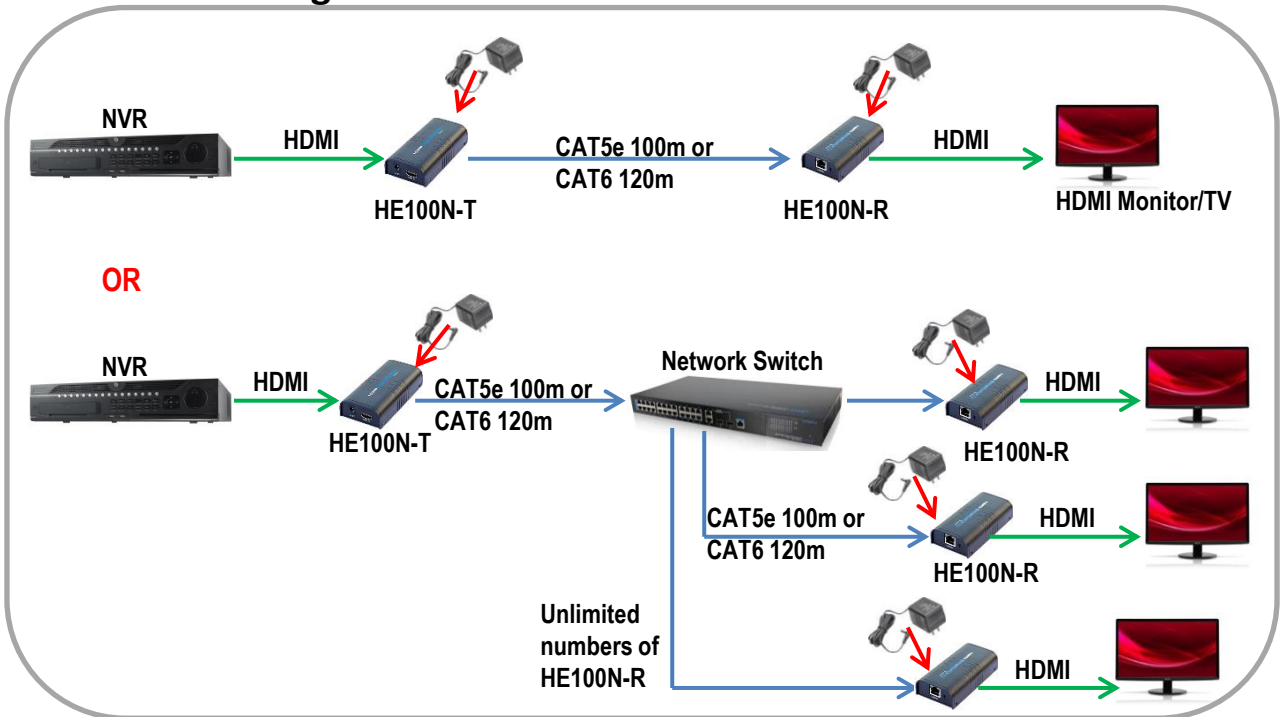 NVR
HDMI
HE100N-T
CAT5e 100m or
CAT6 120m
HE100N-R
HDMI
HDMI Monitor/TV
OR
NVR
HDMI
HE100N-T
CAT5e 100m or
CAT6 120m
Network Switch
HE100N-R
HDMI
CAT5e 100m or
CAT6 120m
HE100N-R
HDMI
Unlimited
numbers of
HE100N-R
HDMI